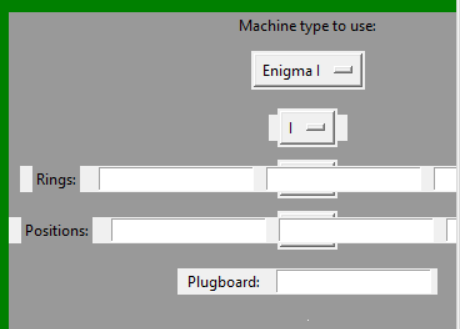 Machine type to use:
Enigma I
I
Rings:
Positions:
Plugboard: